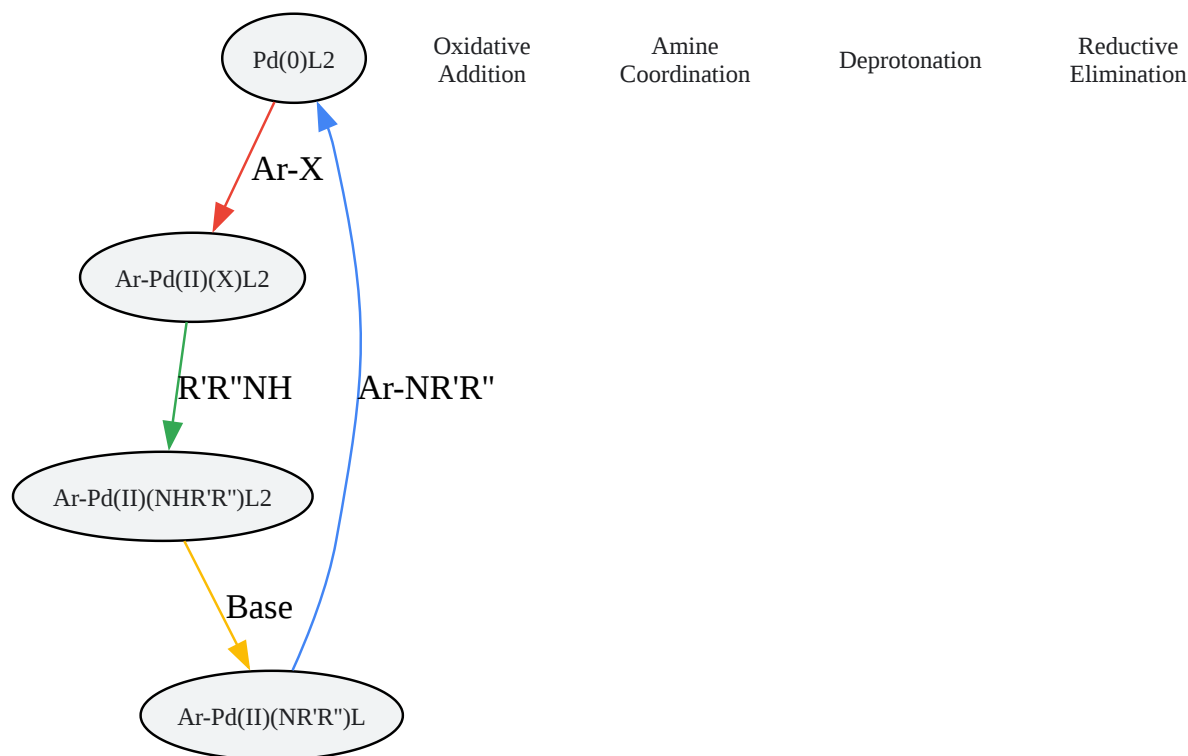 Pd(0)L2
Oxidative
Addition
Amine
Coordination
Deprotonation
Reductive
Elimination
Ar-X
Ar-Pd(II)(X)L2
R'R''NH
Ar-NR'R''
Ar-Pd(II)(NHR'R'')L2
Base
Ar-Pd(II)(NR'R'')L